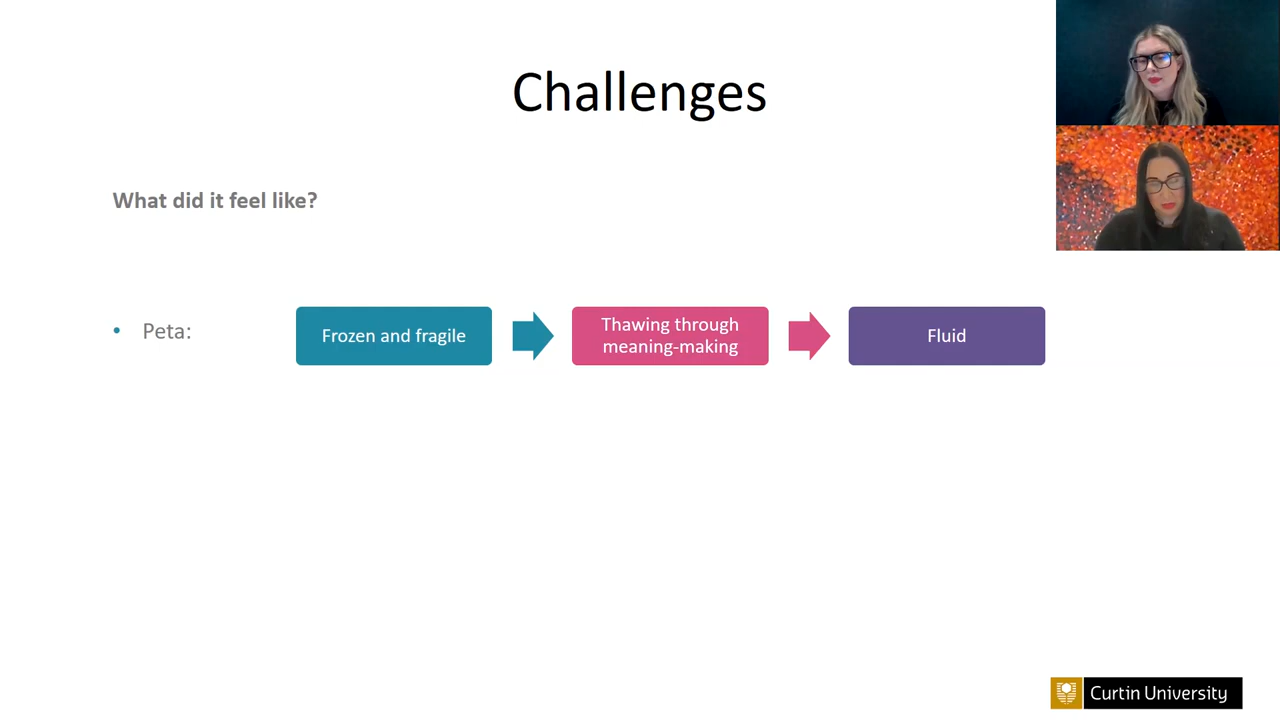 Challenges
What did it feel like?
• Peta:
Frozen and fragile
Thawing through
meaning-making
Fluid
Curtin University